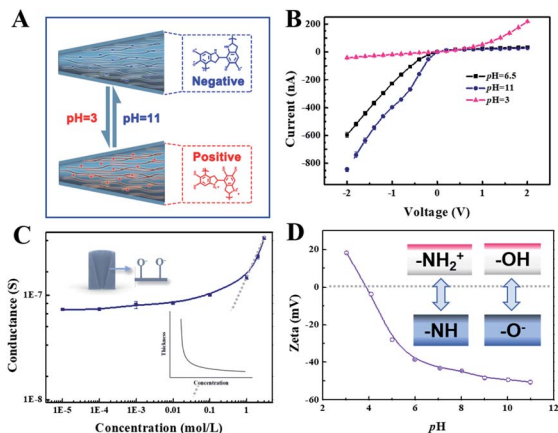 A
Negative
pH=3
pH=11
Positive
B
Current (nA)
200
0
-200
-400
-600
-800
-2
-1
0
1
2
Voltage (V)
pH=6.5
pH=11
pH=3
C
Conductance (S)
1E-7
1E-8
1E-5
1E-4
1E-3
0.01
0.1
1
Concentration (mol/L)
O⁻ O⁻
Thickness
Concentration
D
Zeta (mV)
20
0
-20
-40
-60
2
4
6
8
10
12
pH
-NH₂⁺
-OH
-NH
-O⁻